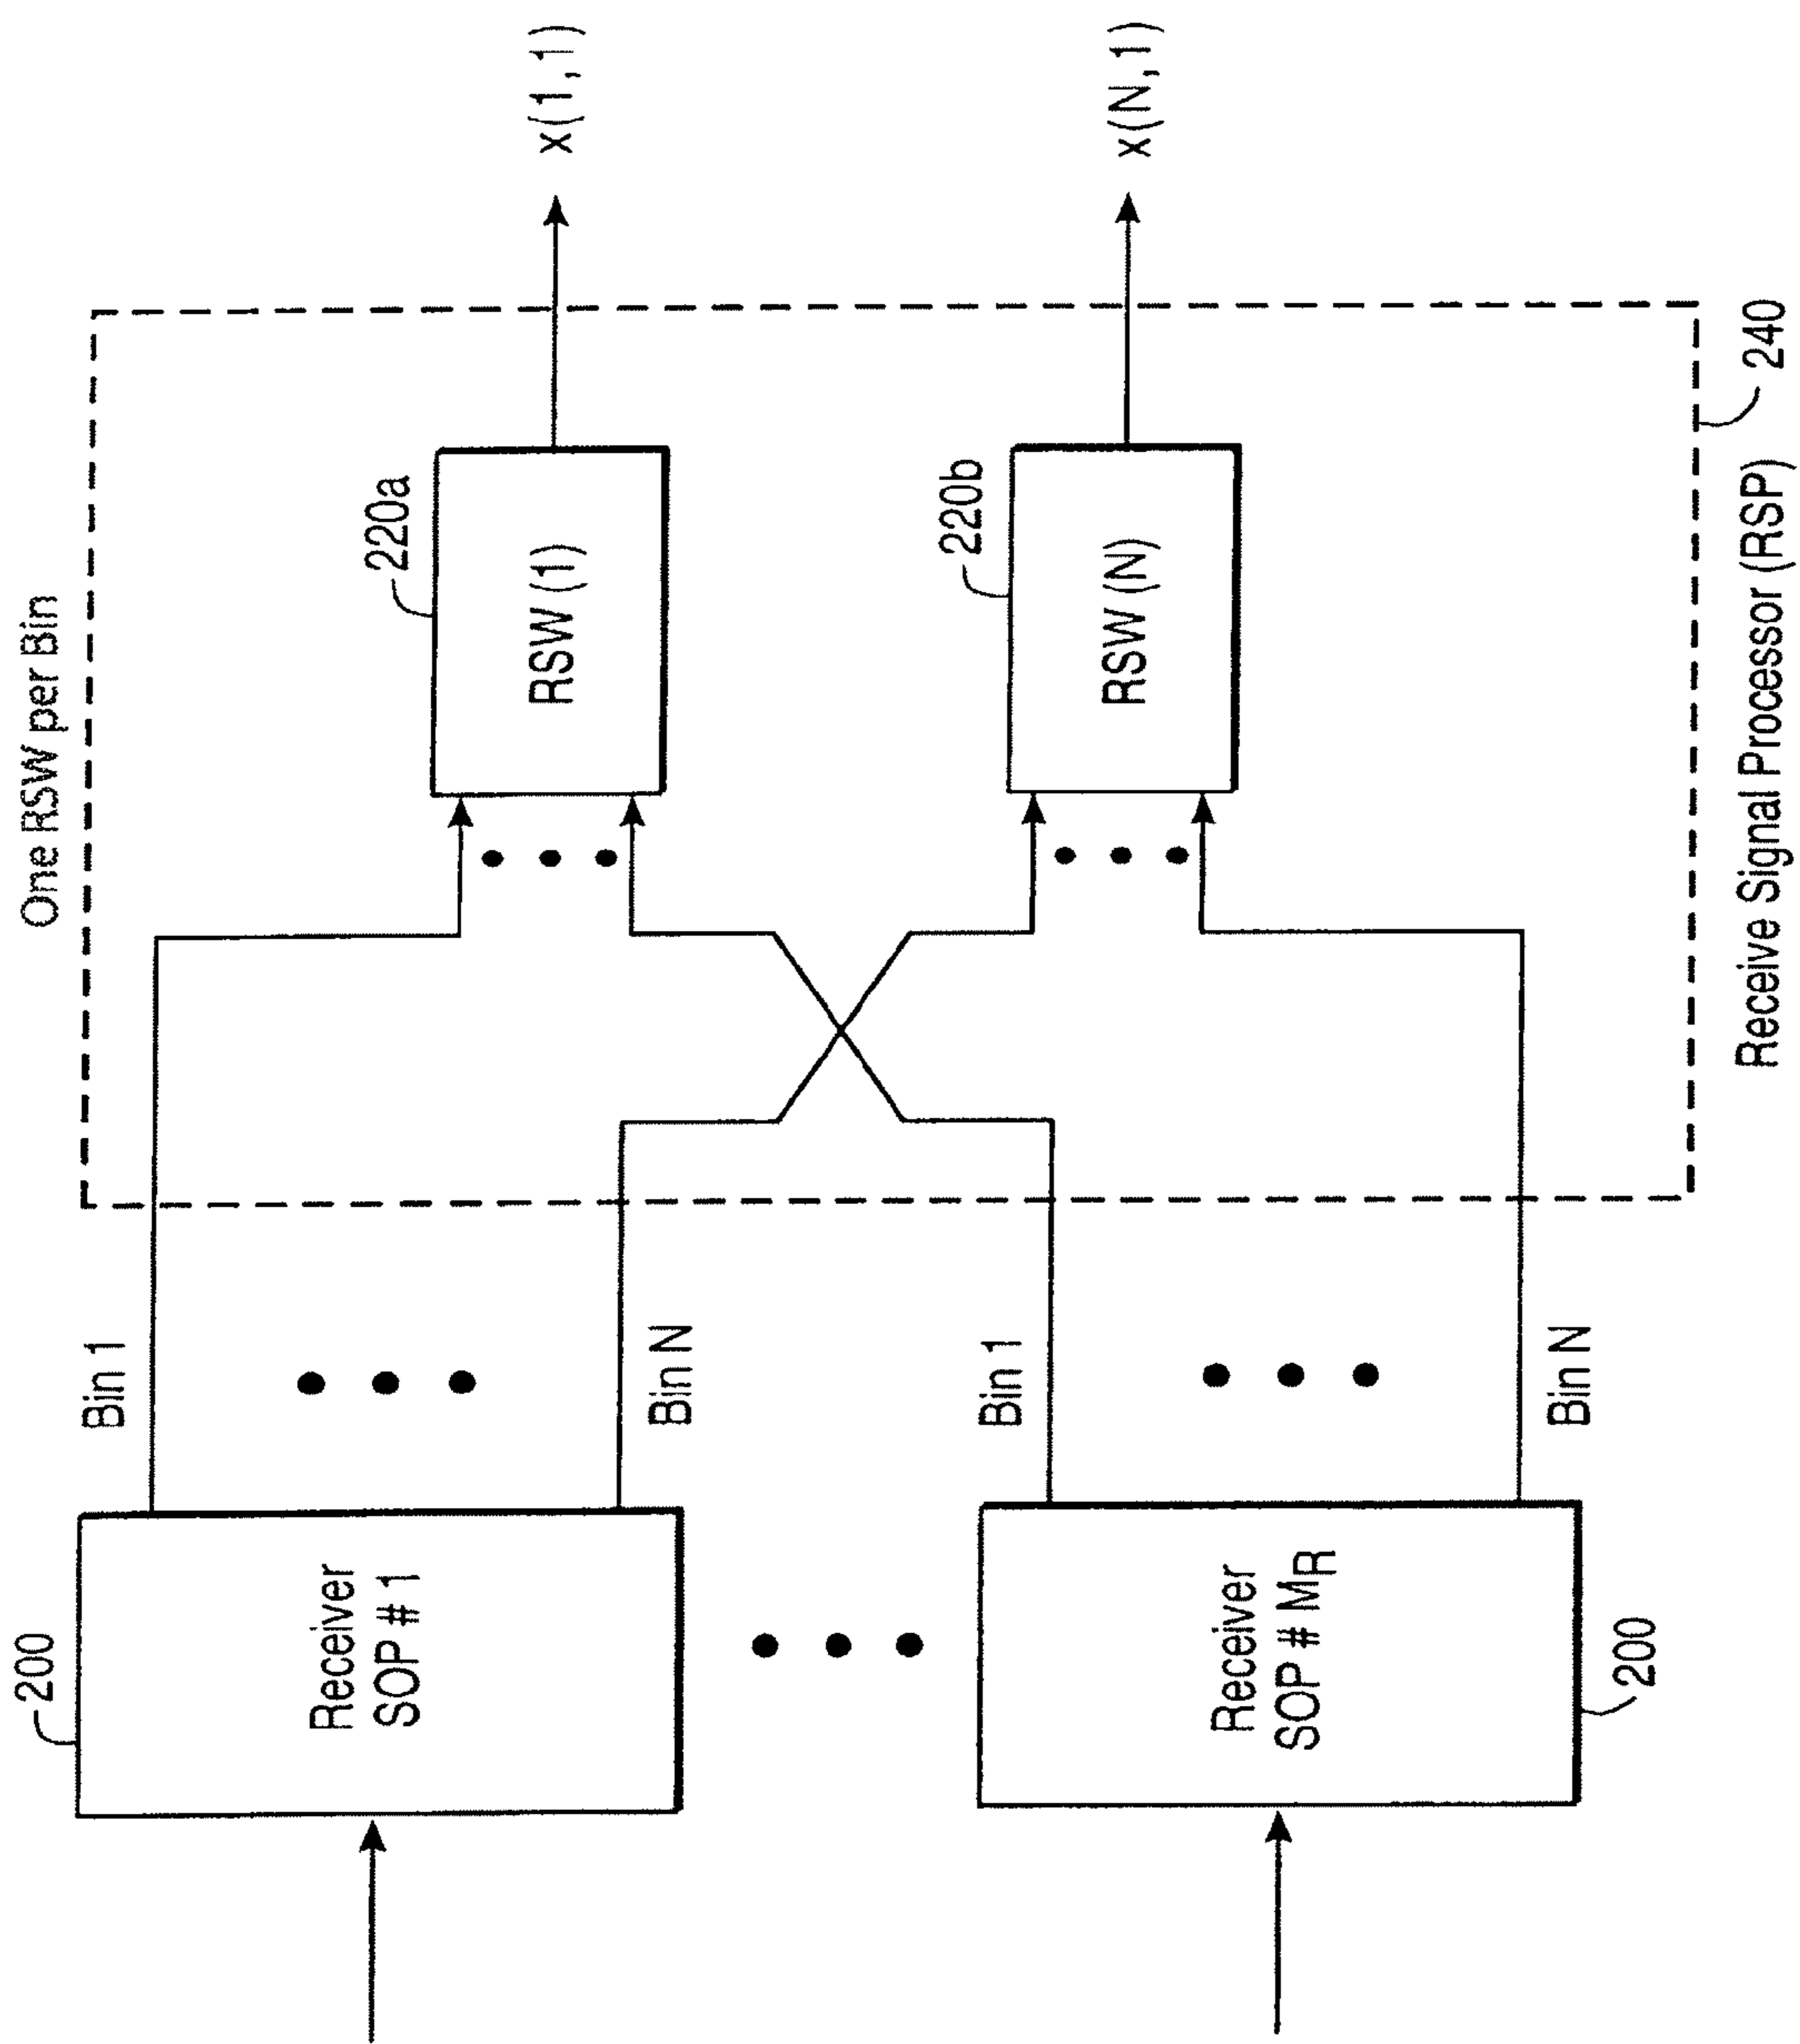 One RSW per Bin
200
Receiver
SOP # 1
Bin 1
Bin N
220a
RSW (1)
x(1,1)
Receiver
SOP # MR
200
Bin 1
Bin N
220b
RSW (N)
x(N,1)
240
Receive Signal Processor (RSP)